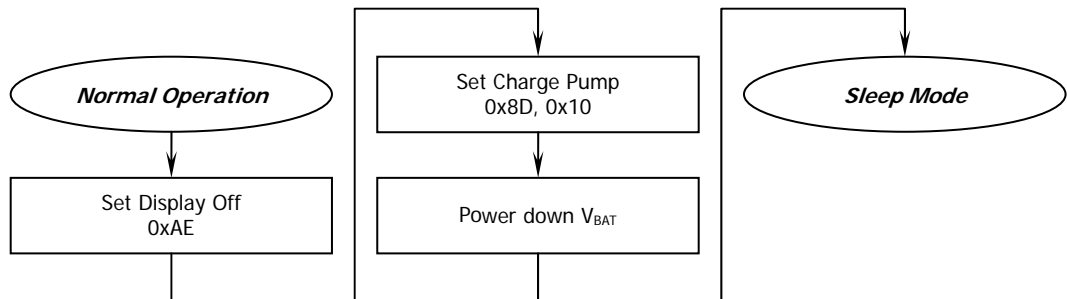 Normal Operation
Set Display Off
0xAE
Set Charge Pump
0x8D, 0x10
Power down VBAT
Sleep Mode